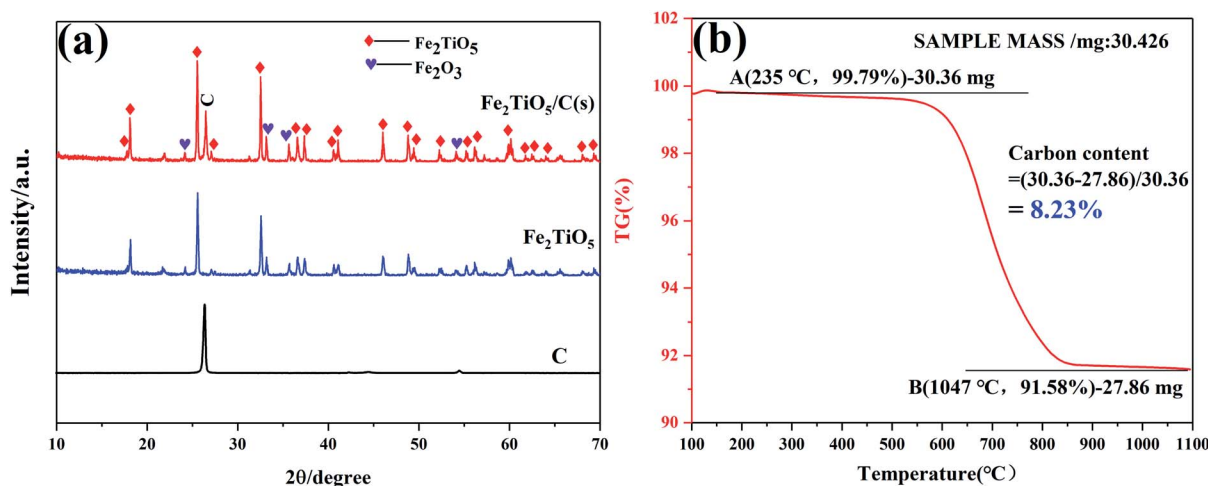 (a)
Fe₂TiO₅
Fe₂O₃
C
Fe₂TiO₅/C(s)
Fe₂TiO₅
C
Intensity/a.u.
10 20 30 40 50 60 70
2θ/degree
(b)
SAMPLE MASS /mg:30.426
A(235 ℃, 99.79%)-30.36 mg
Carbon content
=(30.36-27.86)/30.36
= 8.23%
B(1047 ℃, 91.58%)-27.86 mg
TG(%)
102
100
98
96
94
92
90
100 200 300 400 500 600 700 800 900 1000 1100
Temperature(℃)